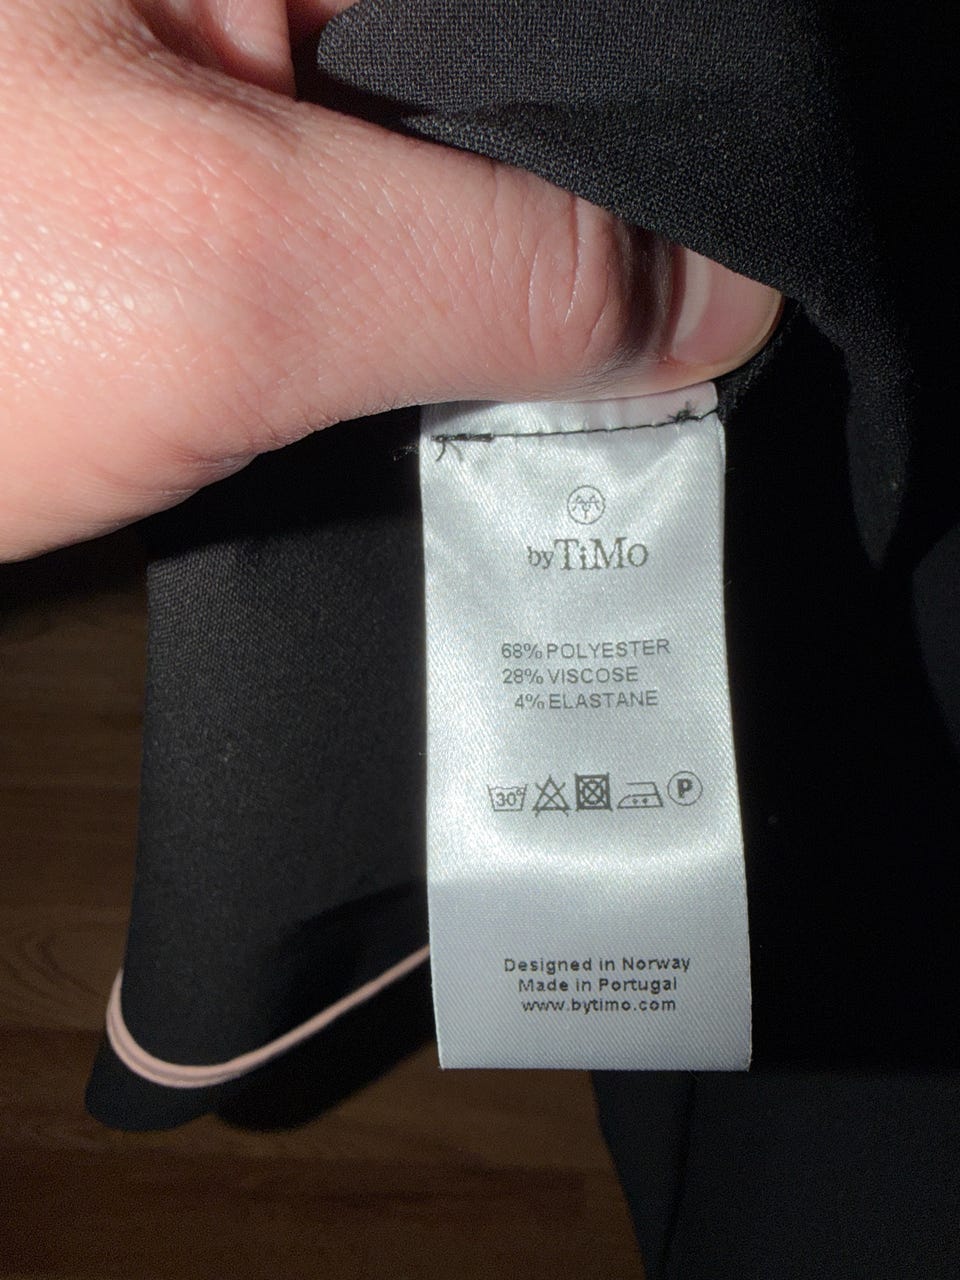 byTiMo
68% POLYESTER
28% VISCOSE
4% ELASTANE
30° P
Designed in Norway
Made in Portugal
www.bytimo.com